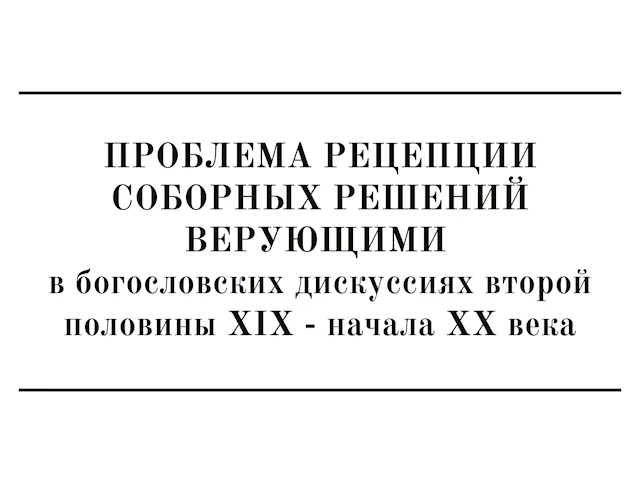 ПРОБЛЕМА РЕЦЕПЦИИ
СОБОРНЫХ РЕШЕНИЙ
ВЕРУЮЩИМИ
в богословских дискуссиях второй
половины XIX - начала XX века